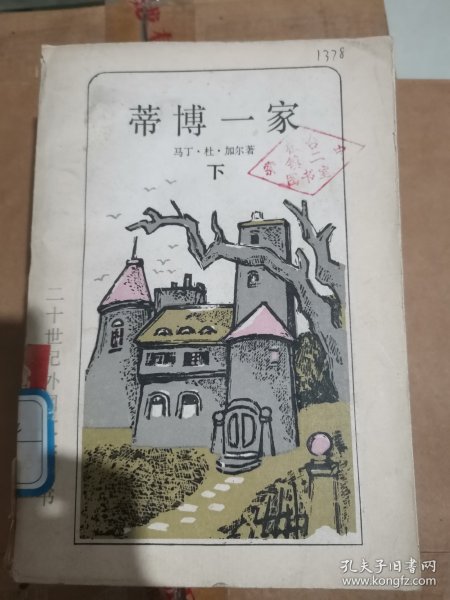 1378
蒂博一家
马丁·杜·加尔著
下
二十世纪外国
书
孔夫子旧书网
www.kongfz.com